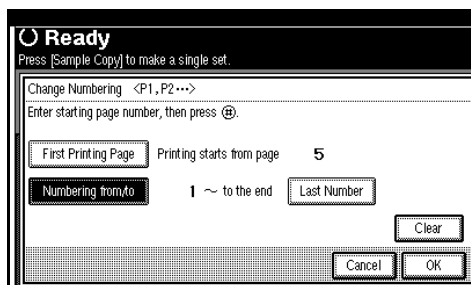 Ready
Press [Sample Copy] to make a single set.
Change Numbering <P1,P2···>
Enter starting page number, then press ⌗.
First Printing Page Printing starts from page 5
Numbering from/to 1 ~ to the end Last Number
Clear
Cancel OK